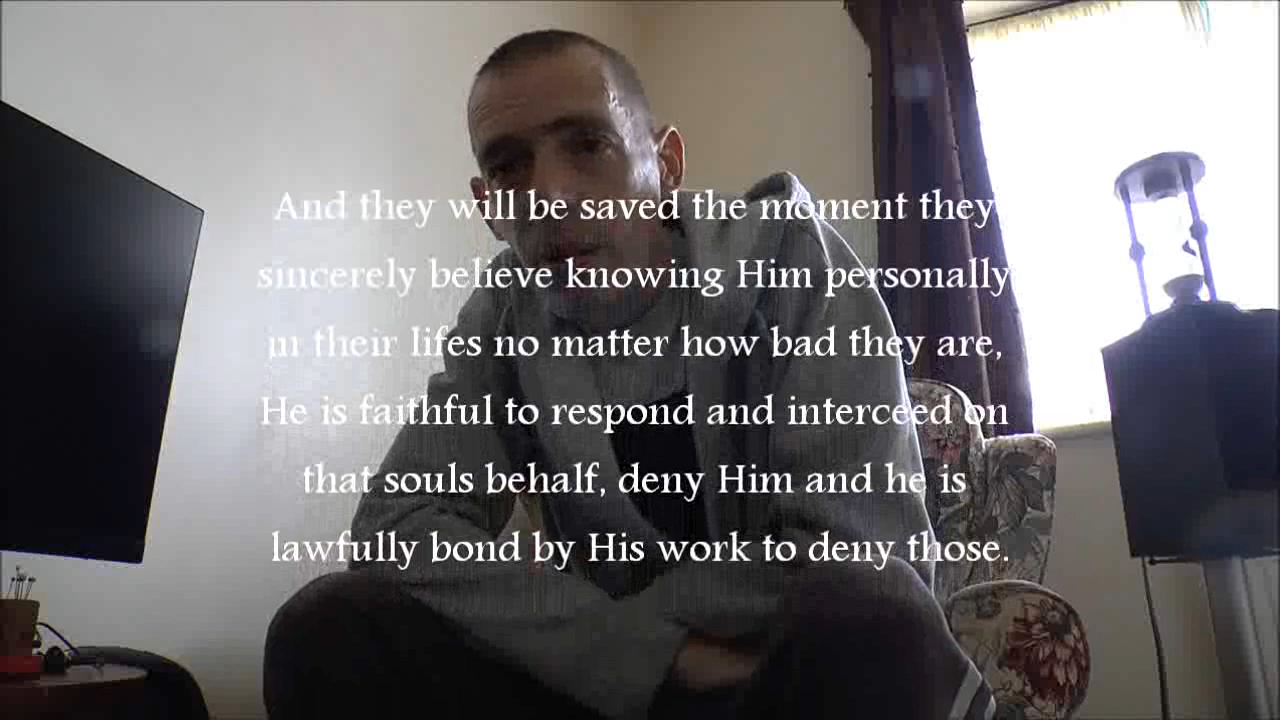 And they will be saved the moment they
sincerely believe knowing Him personally
in their lifes no matter how bad they are,
He is faithful to respond and interceed on
that souls behalf, deny Him and he is
lawfully bond by His work to deny those.